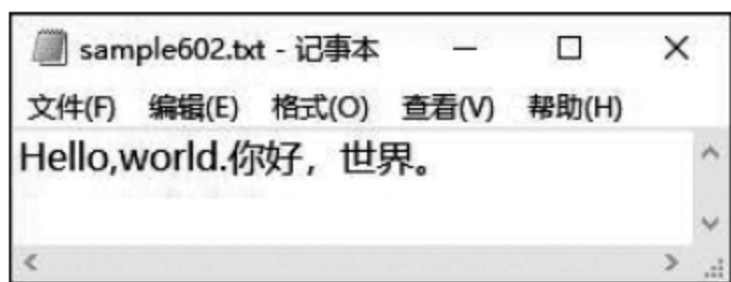 sample602.txt - 记事本
文件(F) 编辑(E) 格式(O) 查看(V) 帮助(H)
Hello,world.你好，世界。